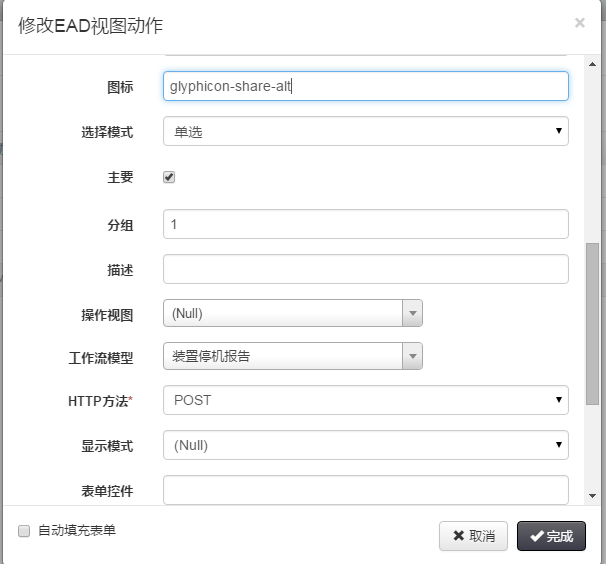 修改EAD视图动作 ×
图标 glyphicon-share-alt
选择模式 单选
主要
分组 1
描述
操作视图 (Null)
工作流模型 装置停机报告
HTTP方法* POST
显示模式 (Null)
表单控件
自动填充表单 取消 完成